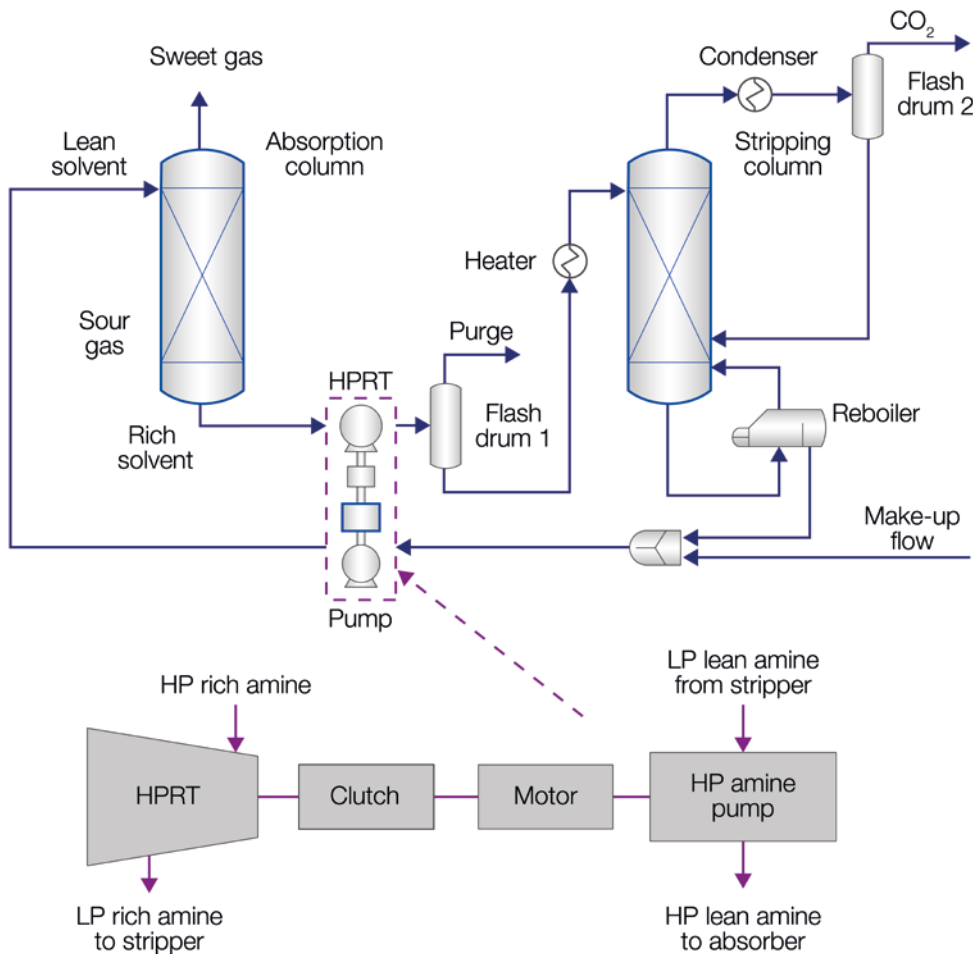 CO2
Sweet gas
Condenser
Flash
drum 2
Lean
solvent
Absorption
column
Stripping
column
Heater
Sour
gas
Purge
HPRT
Flash
drum 1
Reboiler
Rich
solvent
Make-up
flow
Pump
LP lean amine
from stripper
HP rich amine
HPRT
Clutch
Motor
HP amine
pump
LP rich amine
to stripper
HP lean amine
to absorber